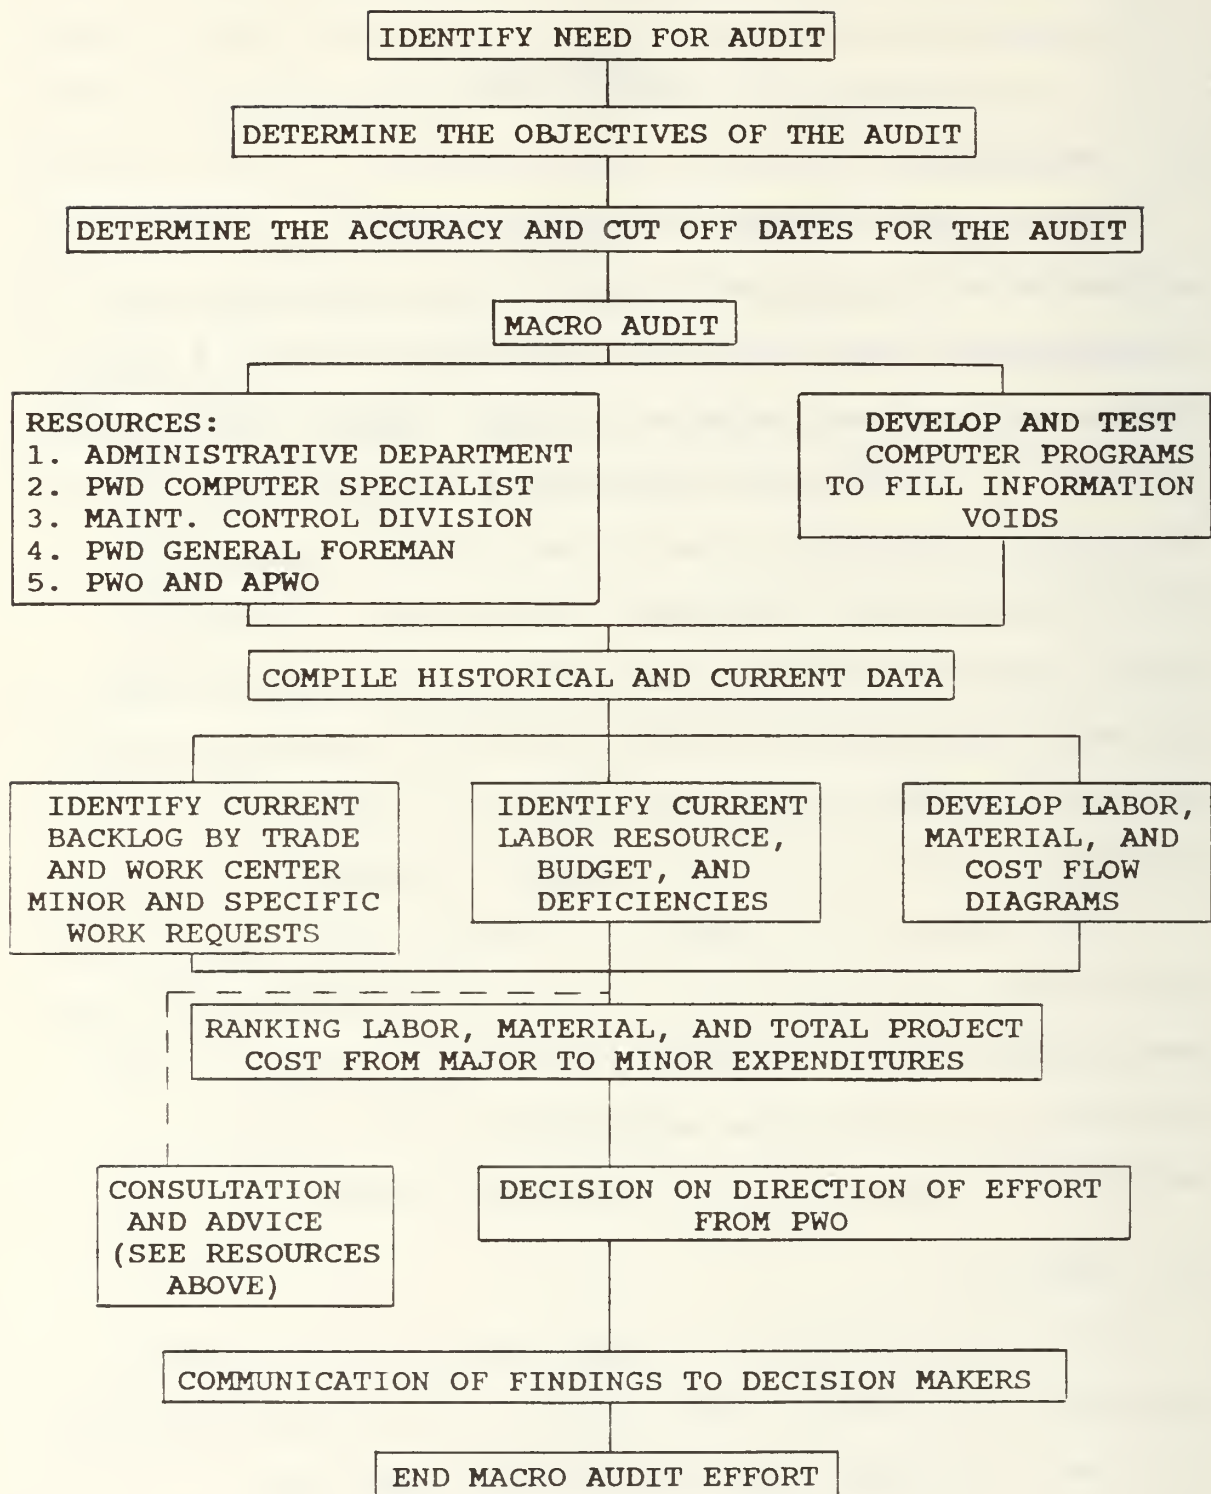 IDENTIFY NEED FOR AUDIT
DETERMINE THE OBJECTIVES OF THE AUDIT
DETERMINE THE ACCURACY AND CUT OFF DATES FOR THE AUDIT
MACRO AUDIT
RESOURCES:
1. ADMINISTRATIVE DEPARTMENT
2. PWD COMPUTER SPECIALIST
3. MAINT. CONTROL DIVISION
4. PWD GENERAL FOREMAN
5. PWO AND APWO
DEVELOP AND TEST
COMPUTER PROGRAMS
TO FILL INFORMATION
VOIDS
COMPILE HISTORICAL AND CURRENT DATA
IDENTIFY CURRENT
BACKLOG BY TRADE
AND WORK CENTER
MINOR AND SPECIFIC
WORK REQUESTS
IDENTIFY CURRENT
LABOR RESOURCE,
BUDGET, AND
DEFICIENCIES
DEVELOP LABOR,
MATERIAL, AND
COST FLOW
DIAGRAMS
RANKING LABOR, MATERIAL, AND TOTAL PROJECT
COST FROM MAJOR TO MINOR EXPENDITURES
CONSULTATION
AND ADVICE
(SEE RESOURCES
ABOVE)
DECISION ON DIRECTION OF EFFORT
FROM PWO
COMMUNICATION OF FINDINGS TO DECISION MAKERS
END MACRO AUDIT EFFORT